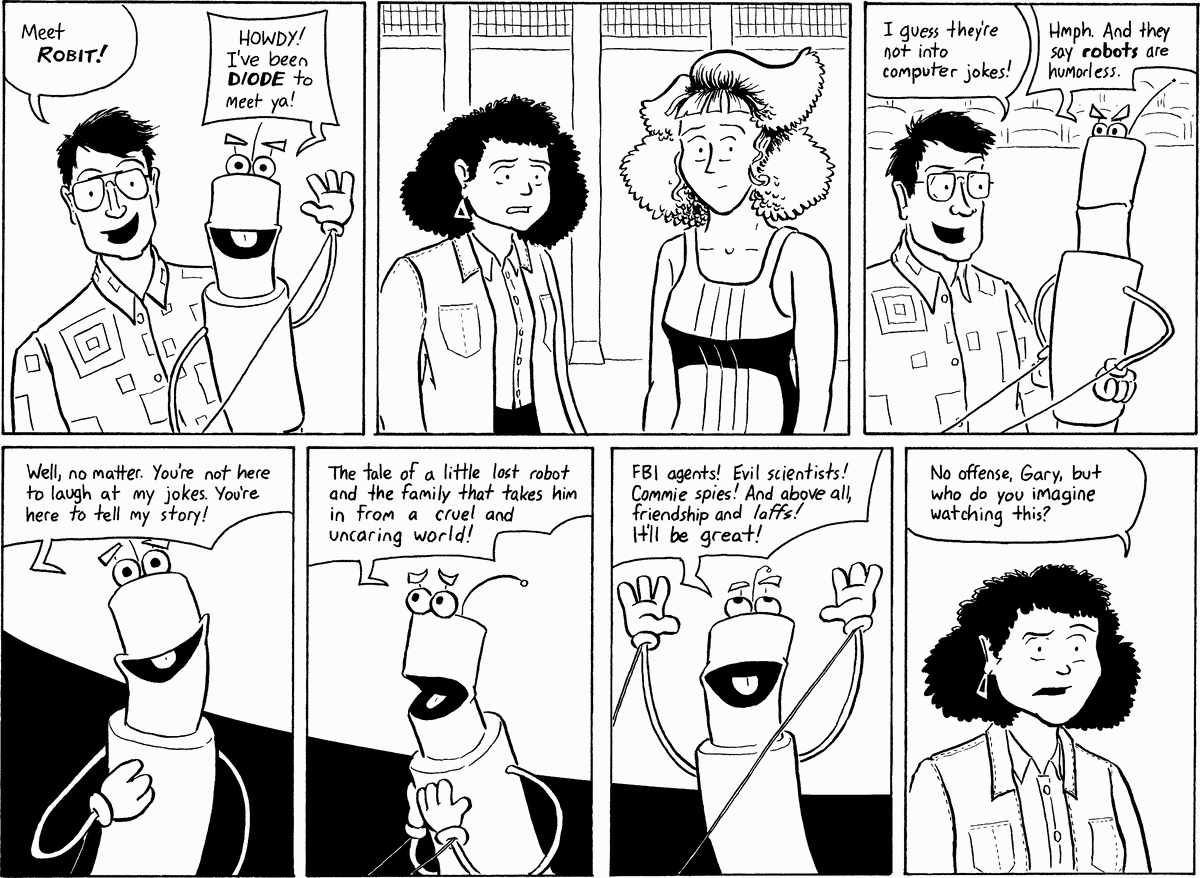 Meet
ROBIT!
HOWDY!
I've been
DIODE to
meet ya!
I guess they're
not into
computer jokes!
Hmph. And they
say robots are
humorless.
Well, no matter. You're not here
to laugh at my jokes. You're
here to tell my story!
The tale of a little lost robot
and the family that takes him
in from a cruel and
uncaring world!
FBI agents! Evil scientists!
Commie spies! And above all,
friendship and laffs!
It'll be great!
No offense, Gary, but
who do you imagine
watching this?